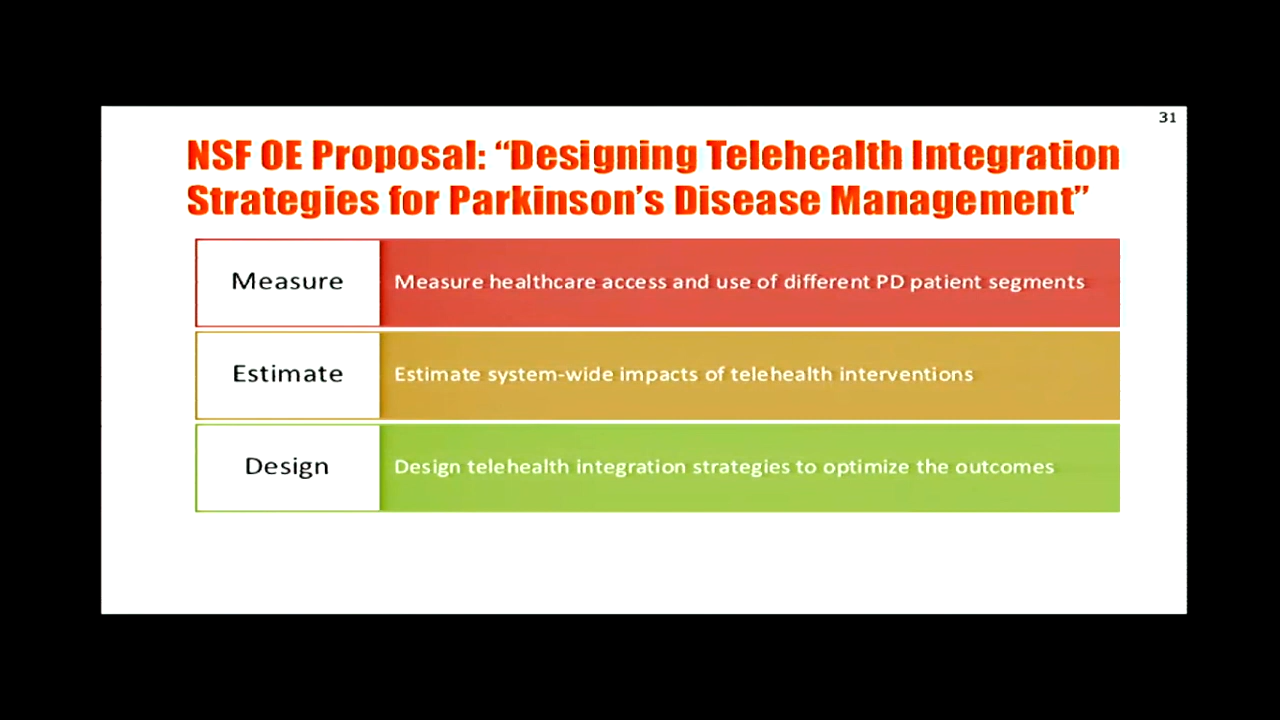 31
NSF OE Proposal: “Designing Telehealth Integration
Strategies for Parkinson’s Disease Management”
Measure
Measure healthcare access and use of different PD patient segments
Estimate
Estimate system-wide impacts of telehealth interventions
Design
Design telehealth integration strategies to optimize the outcomes